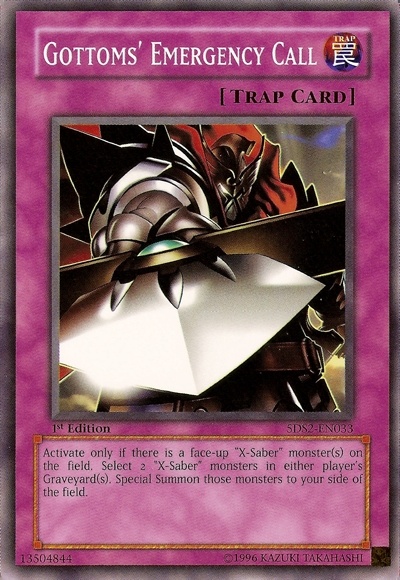 GOTTOMS' EMERGENCY CALL
TRAP
罠
[ TRAP CARD ]
1st Edition
5DS2-EN033
Activate only if there is a face-up "X-Saber" monster(s) on
the field. Select 2 "X-Saber" monsters in either player's
Graveyard(s). Special Summon those monsters to your side of
the field.
13504844
©1996 KAZUKI TAKAHASHI